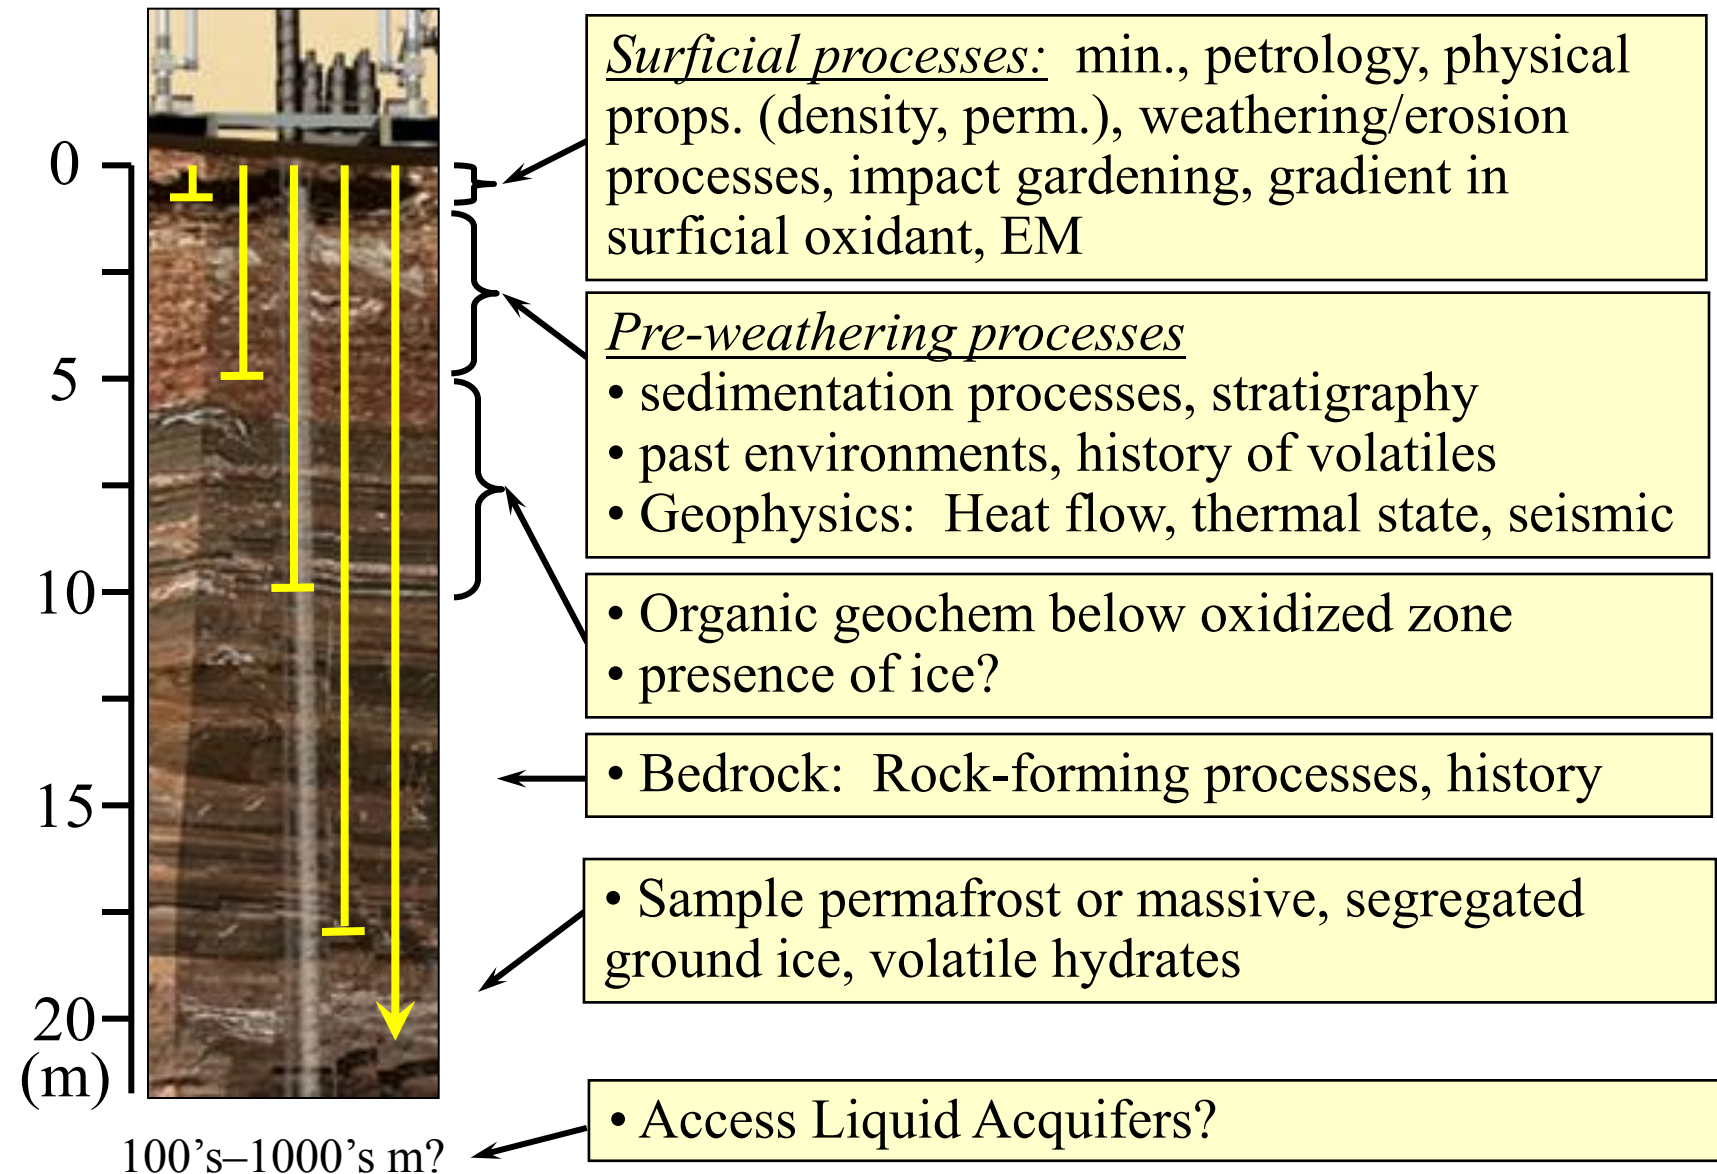 Surficial processes: min., petrology, physical
props. (density, perm.), weathering/erosion
processes, impact gardening, gradient in
surficial oxidant, EM
Pre-weathering processes
• sedimentation processes, stratigraphy
• past environments, history of volatiles
• Geophysics: Heat flow, thermal state, seismic
• Organic geochem below oxidized zone
• presence of ice?
• Bedrock: Rock-forming processes, history
• Sample permafrost or massive, segregated
ground ice, volatile hydrates
• Access Liquid Acquifers?
0
5
10
15
20
(m)
100's–1000's m?